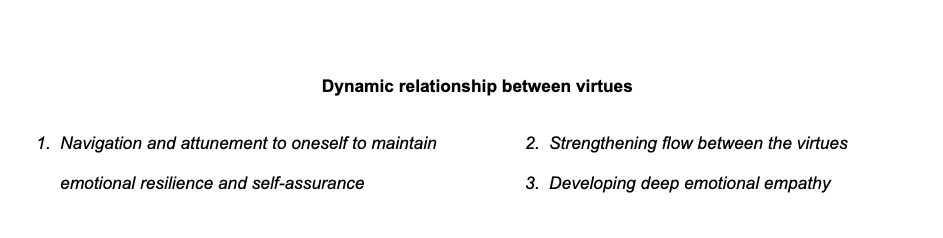 Dynamic relationship between virtues
1. Navigation and attunement to oneself to maintain
emotional resilience and self-assurance
2. Strengthening flow between the virtues
3. Developing deep emotional empathy